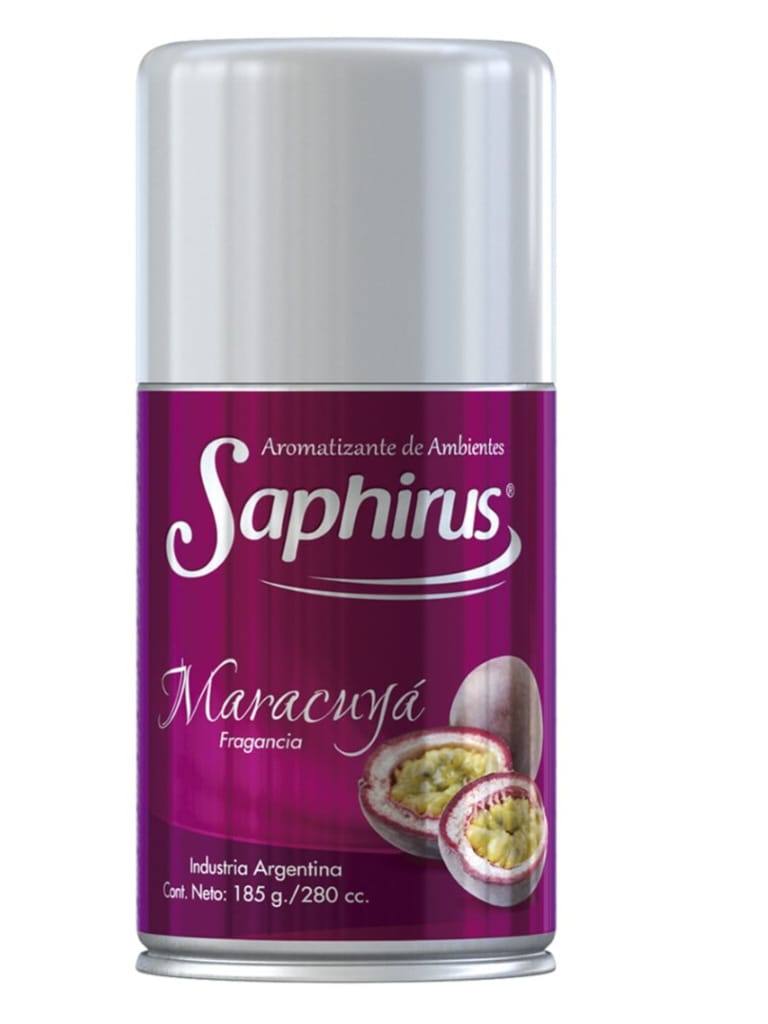 Aromatizante de Ambientes
Saphirus®
Maracuyá
Fragancia
Industria Argentina
Cont. Neto: 185 g./280 cc.